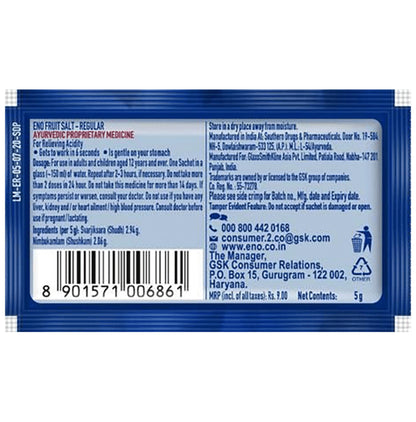 LM-ER-05-07-20-SOP
ENO FRUIT SALT - REGULAR
AYURVEDIC PROPRIETARY MEDICINE
For Relieving Acidity
• Gets to work in 6 seconds • Is gentle on your stomach
Dosage: For use in adults and children aged 12 years and over. One Sachet in a
glass (~150 ml) of water. Repeat after 2-3 hours, if necessary. Do not take more
than 2 doses in 24 hour. Do not take this medicine for more than 14 days. If
symptoms persist or worsen, consult your doctor. Do not use if you have any
liver, kidney and / or heart disease / high blood pressure. Consult doctor before
use if pregnant/lactating.
Ingredients (per 5g): Svarjiksara (Shudh) 2.94g,
Nimbukamlam (Shushkam) 2.06g.
8 901571 006861
Store in a dry place away from moisture.
Manufactured in India At: Southern Drugs & Pharmaceuticals, Door No. 19-584
NH-5, Dowlaishwaram-533 125, (A.P.) M.L.: L-54/Ayurveda
Manufactured For: GlaxoSmithKline Asia Pvt. Limited, Patiala Road, Nabha-147 201
Punjab, India.
Trademarks are owned by or licensed to the GSK group of companies.
Co. Reg. No.: 55-73278.
Please see side crimp for Batch no., Mfg. date and Expiry date.
Tamper Evident Feature: Do not accept if sachet is damaged or open.
000 800 442 0168
consumer.2.co@gsk.com
www.eno.co.in
The Manager,
GSK Consumer Relations,
P.O. Box 15, Gurugram - 122 002,
Haryana.
7
OTHER
MRP (incl. of all taxes): Rs. 9.00 Net Contents: 5 g